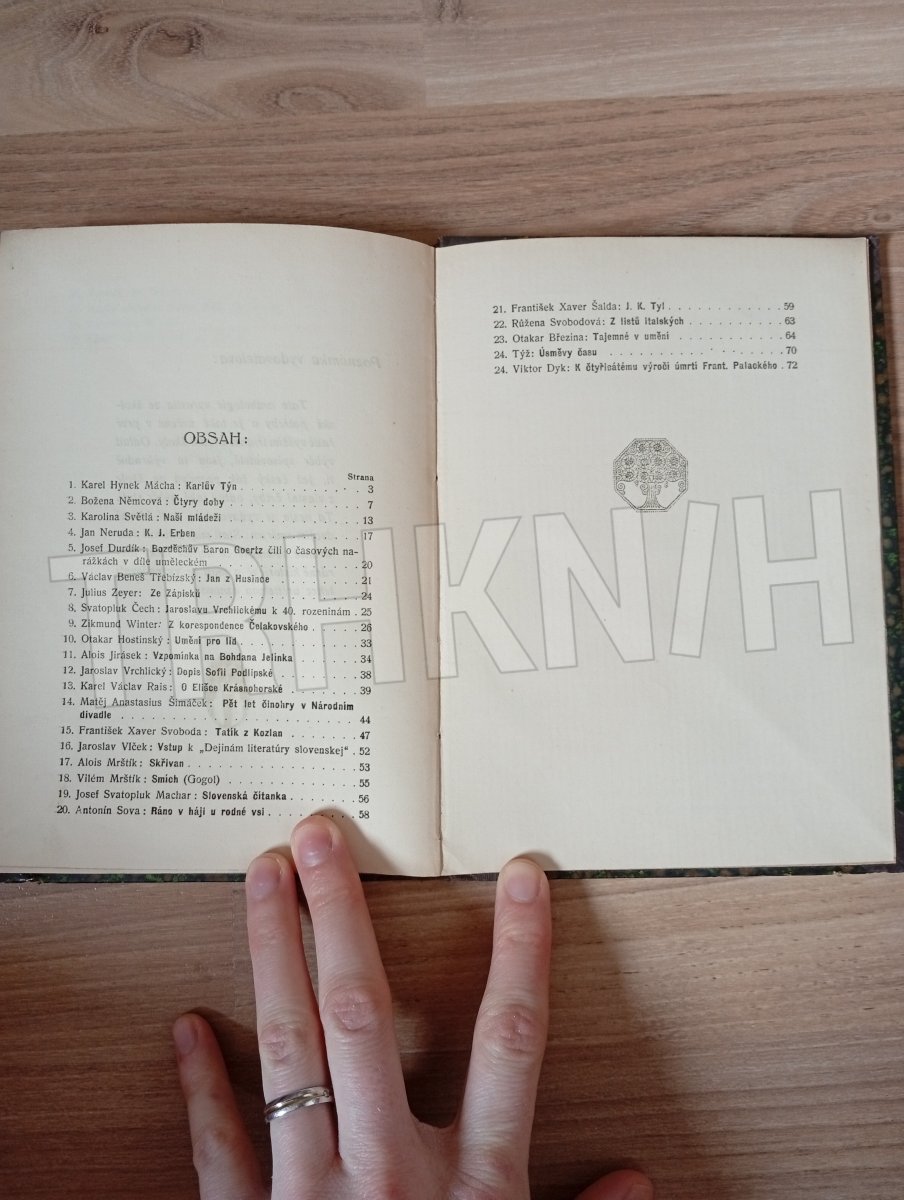 OBSAH:
Strana
1. Karel Hynek Mácha: Karlův Týn . . . . . . . . 3
2. Božena Němcová: Čtyry doby . . . . . . . . 7
3. Karolina Světlá: Naší mládeži . . . . . . . . 13
4. Jan Neruda: K. J. Erben . . . . . . . . 17
5. Josef Durdík: Bozděchův Baron Goertz čili o časových na-
rážkách v díle uměleckém . . . . . . . . 20
6. Václav Beneš Třebízský: Jan z Husince . . . . . . . . 21
7. Julius Zeyer: Ze Zápisků . . . . . . . . 24
8. Svatopluk Čech: Jaroslavu Vrchlickému k 40. rozeninám . 25
9. Zikmund Winter: Z korespondence Čelakovského . . . . 26
10. Otakar Hostinský: Umění pro lid . . . . . . . . 33
11. Alois Jirásek: Vzpomínka na Bohdana Jelínka . . . . . 34
12. Jaroslav Vrchlický: Dopis Sofii Podlipské . . . . . . . 38
13. Karel Václav Rais: O Elišce Krásnohorské . . . . . . 39
14. Matěj Anastasius Šimáček: Pět let činohry v Národním
divadle . . . . . . . . 44
15. František Xaver Svoboda: Tatík z Kozlan . . . . . . 47
16. Jaroslav Vlček: Vstup k „Dejinám literatúry slovenskej“ . 52
17. Alois Mrštík: Skřivan . . . . . . . . 53
18. Vilém Mrštík: Smích (Gogol) . . . . . . . . 55
19. Josef Svatopluk Machar: Slovenská čítanka . . . . . . 56
20. Antonín Sova: Ráno v háji u rodné vsi . . . . . . . 58
21. František Xaver Šalda: J. K. Tyl . . . . . . . . 59
22. Růžena Svobodová: Z listů italských . . . . . . . . 63
23. Otakar Březina: Tajemné v umění . . . . . . . . 64
24. Týž: Úsměvy času . . . . . . . . 70
24. Viktor Dyk: K čtyřicátému výročí úmrtí Frant. Palackého . 72
TRHKNIH
Poznámka vydavatelova: